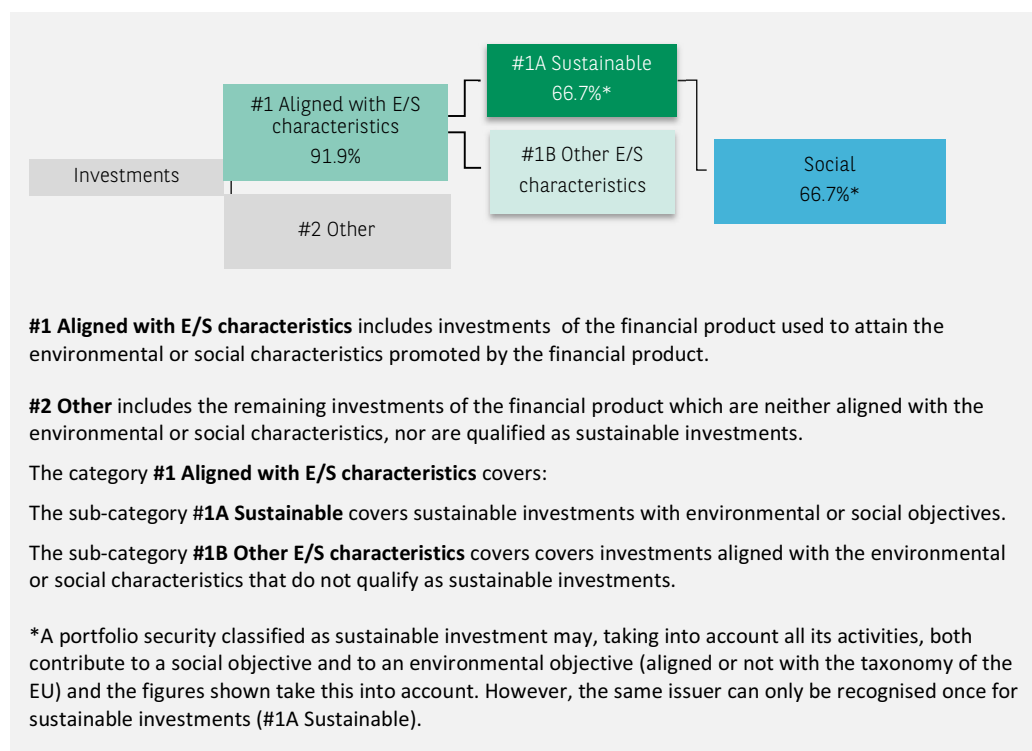 #1A Sustainable
66.7%*
#1 Aligned with E/S
characteristics
91.9%
#1B Other E/S
characteristics
Investments
Social
66.7%*
#2 Other
#1 Aligned with E/S characteristics includes investments of the financial product used to attain the
environmental or social characteristics promoted by the financial product.
#2 Other includes the remaining investments of the financial product which are neither aligned with the
environmental or social characteristics, nor are qualified as sustainable investments.
The category #1 Aligned with E/S characteristics covers:
The sub-category #1A Sustainable covers sustainable investments with environmental or social objectives.
The sub-category #1B Other E/S characteristics covers covers investments aligned with the environmental
or social characteristics that do not qualify as sustainable investments.
*A portfolio security classified as sustainable investment may, taking into account all its activities, both
contribute to a social objective and to an environmental objective (aligned or not with the taxonomy of the
EU) and the figures shown take this into account. However, the same issuer can only be recognised once for
sustainable investments (#1A Sustainable).